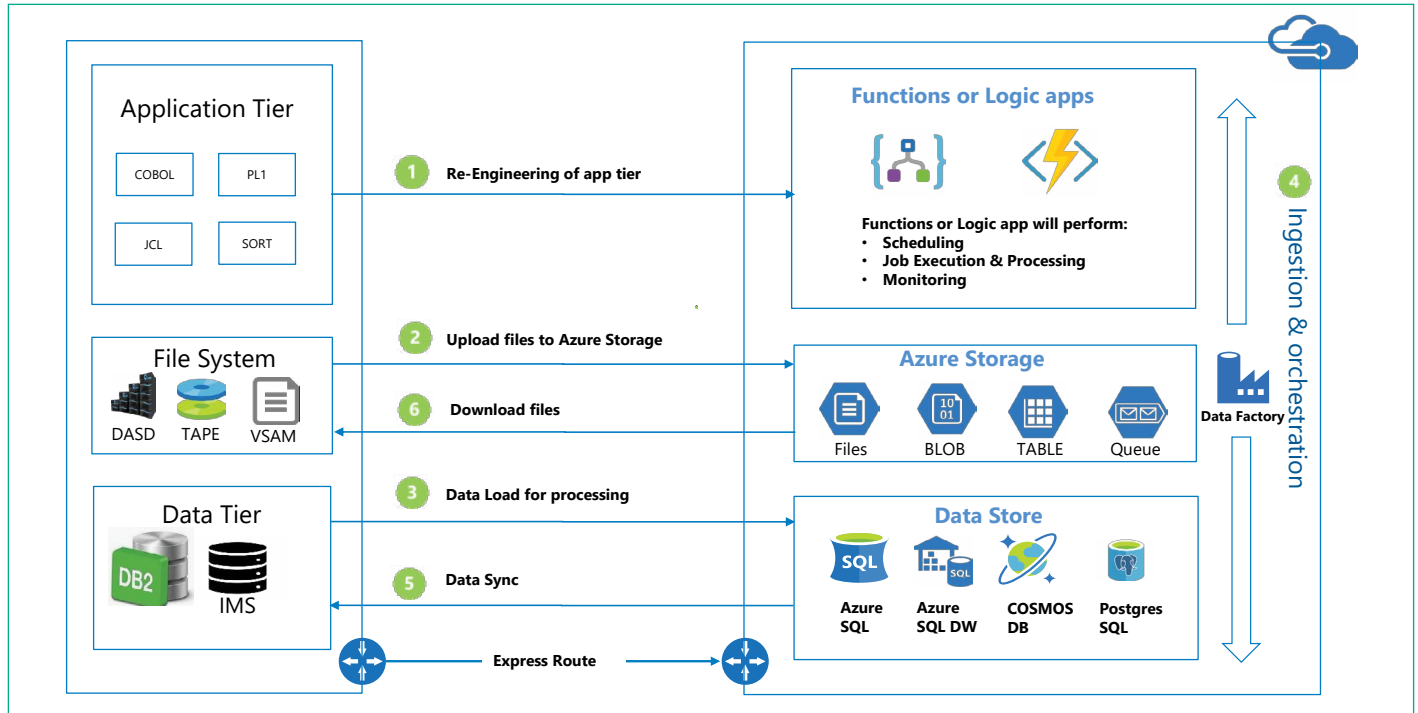 Application Tier
COBOL
PL1
JCL
SORT
File System
DASD
TAPE
VSAM
Data Tier
DB2
IMS
1
Re-Engineering of app tier
2
Upload files to Azure Storage
6
Download files
3
Data Load for processing
5
Data Sync
Express Route
Functions or Logic apps
Functions or Logic app will perform:
• Scheduling
• Job Execution & Processing
• Monitoring
Azure Storage
10
01
Files
BLOB
TABLE
Queue
Data Store
SQL
SQL
Azure
SQL
Azure
SQL DW
COSMOS
DB
Postgres
SQL
Data Factory
4
Ingestion & orchestration